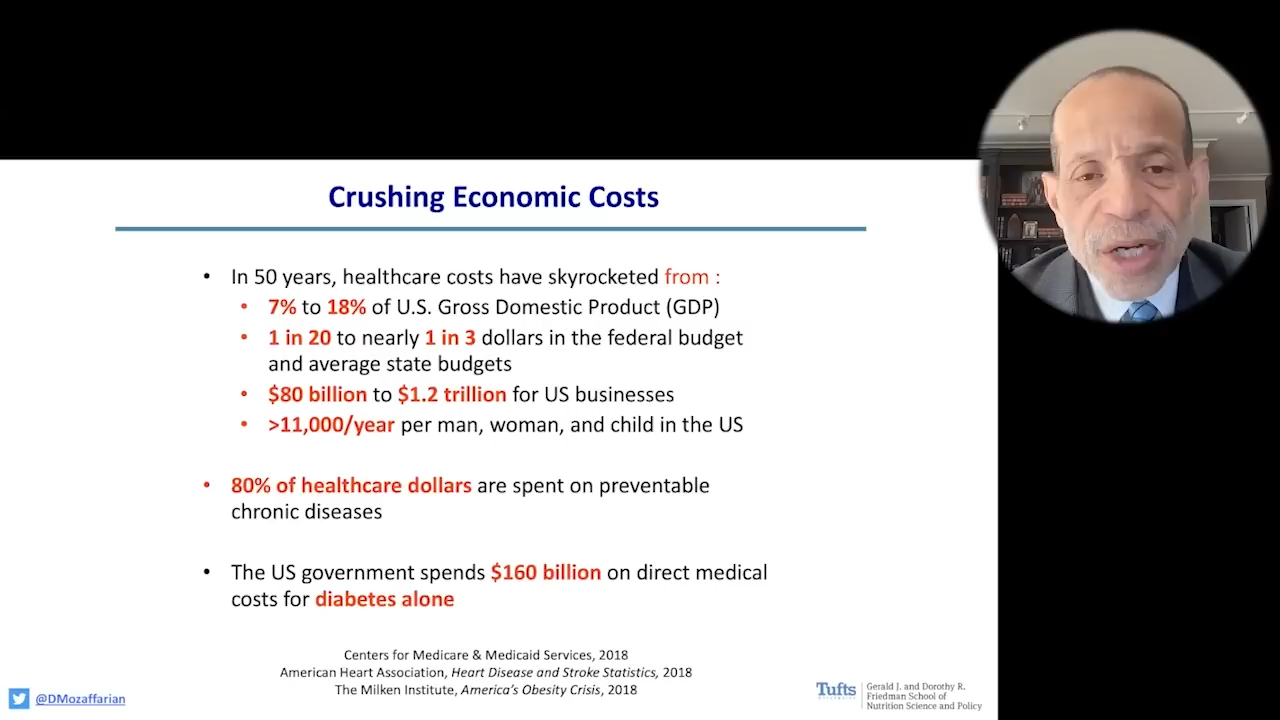 Crushing Economic Costs
• In 50 years, healthcare costs have skyrocketed from :
• 7% to 18% of U.S. Gross Domestic Product (GDP)
• 1 in 20 to nearly 1 in 3 dollars in the federal budget
and average state budgets
• $80 billion to $1.2 trillion for US businesses
• >11,000/year per man, woman, and child in the US
• 80% of healthcare dollars are spent on preventable
chronic diseases
• The US government spends $160 billion on direct medical
costs for diabetes alone
Centers for Medicare & Medicaid Services, 2018
American Heart Association, Heart Disease and Stroke Statistics, 2018
The Milken Institute, America's Obesity Crisis, 2018
@DMozaffarian
Tufts
Gerald J. and Dorothy R.
Friedman School of
Nutrition Science and Policy